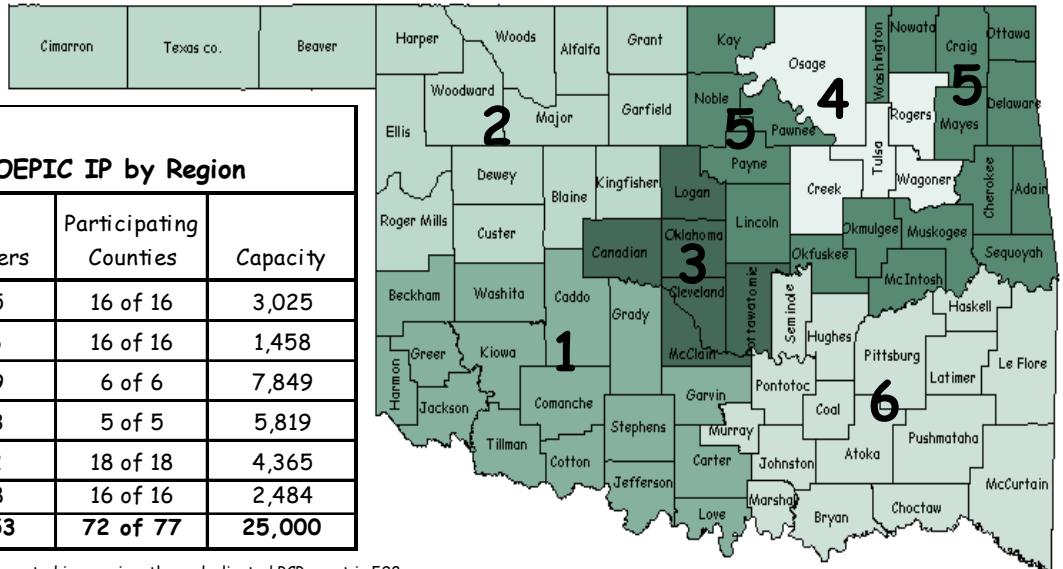 Cimarron
Texas co.
Beaver
Harper
Woods
Alfalfa
Grant
Kay
Osage
Washington
Nowata
Craig
Ottawa
Woodward
Ellis
2
Major
Garfield
Noble
5
Pawnee
4
Rogers
5
Mayes
Delaware
OEPIC IP by Region
Participating
Counties
Capacity
16 of 16 3,025
16 of 16 1,458
6 of 6 7,849
5 of 5 5,819
18 of 18 4,365
16 of 16 2,484
72 of 77 25,000
Dewey
Blaine
Kingfisher
Logan
Payne
Creek
Tulsa
Wagoner
Cherokee
Adair
Roger Mills
Custer
Canadian
Oklahoma
3
Lincoln
Okfuskee
Okmulgee
Muskogee
Sequoyah
Beckham
Washita
Caddo
Grady
Cleveland
Seminole
Hughes
McIntosh
Haskell
Greer
Kiowa
1
McClain
Pontotoc
Pittsburg
Latimer
Le Flore
Harmon
Jackson
Comanche
Garvin
Coal
6
Tillman
Cotton
Stephens
Murray
Carter
Johnston
Atoka
Pushmataha
Jefferson
Love
Marshal
Bryan
Choctaw
McCurtain